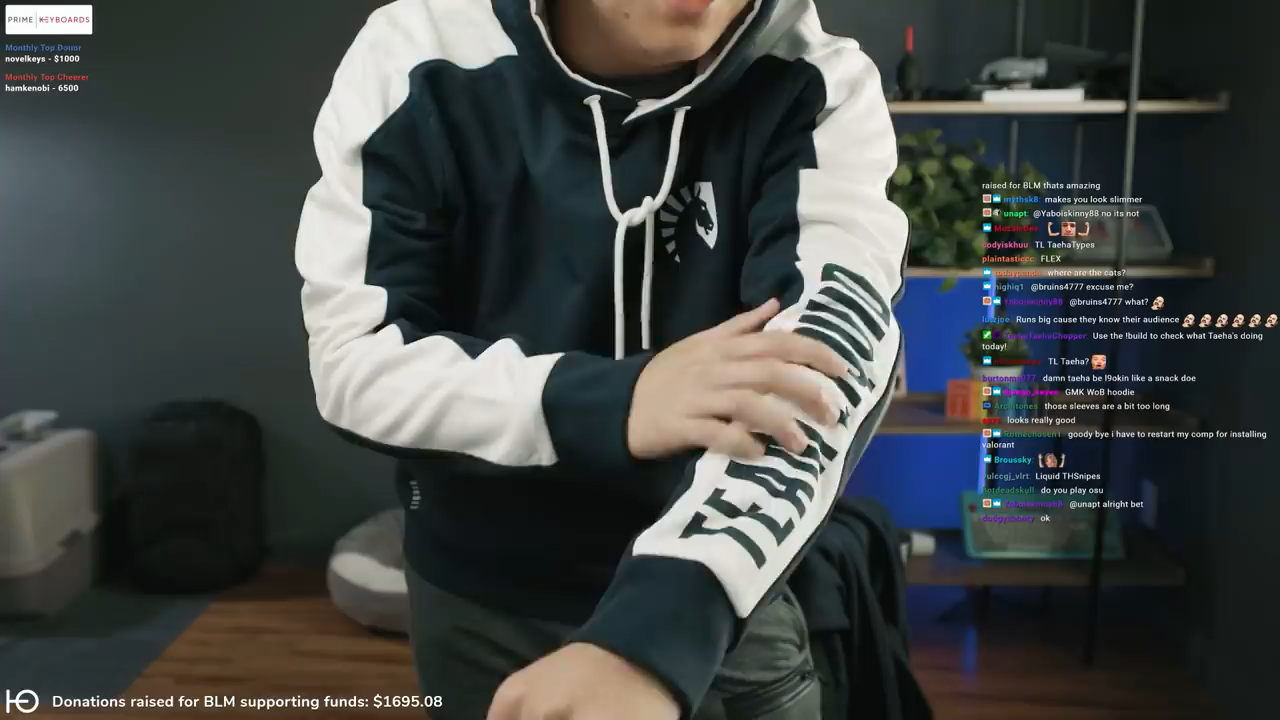 PRIME | KEYBOARDS
Monthly Top Donor
novelkeys - $1000
Monthly Top Cheerer
hamkenobi - 6500
raised for BLM thats amazing
mythsk8: makes you look slimmer
unapt: @Yaboiskinny88 no its not
codyiskhuu: TL TaehaTypes
plaintasticcc: FLEX
where are the cats?
highiq1: @bruins4777 excuse me?
@bruins4777 what?
Runs big cause they know their audience
Use the !build to check what Taeha's doing
today!
TL Taeha?
damn taeha be l9okin like a snack doe
GMK WoB hoodie
those sleeves are a bit too long
looks really good
goody bye i have to restart my comp for installing
valorant
Broussky:
Liquid THSnipes
do you play osu
@unapt alright bet
ok
TEAM LIQUID
Donations raised for BLM supporting funds: $1695.08